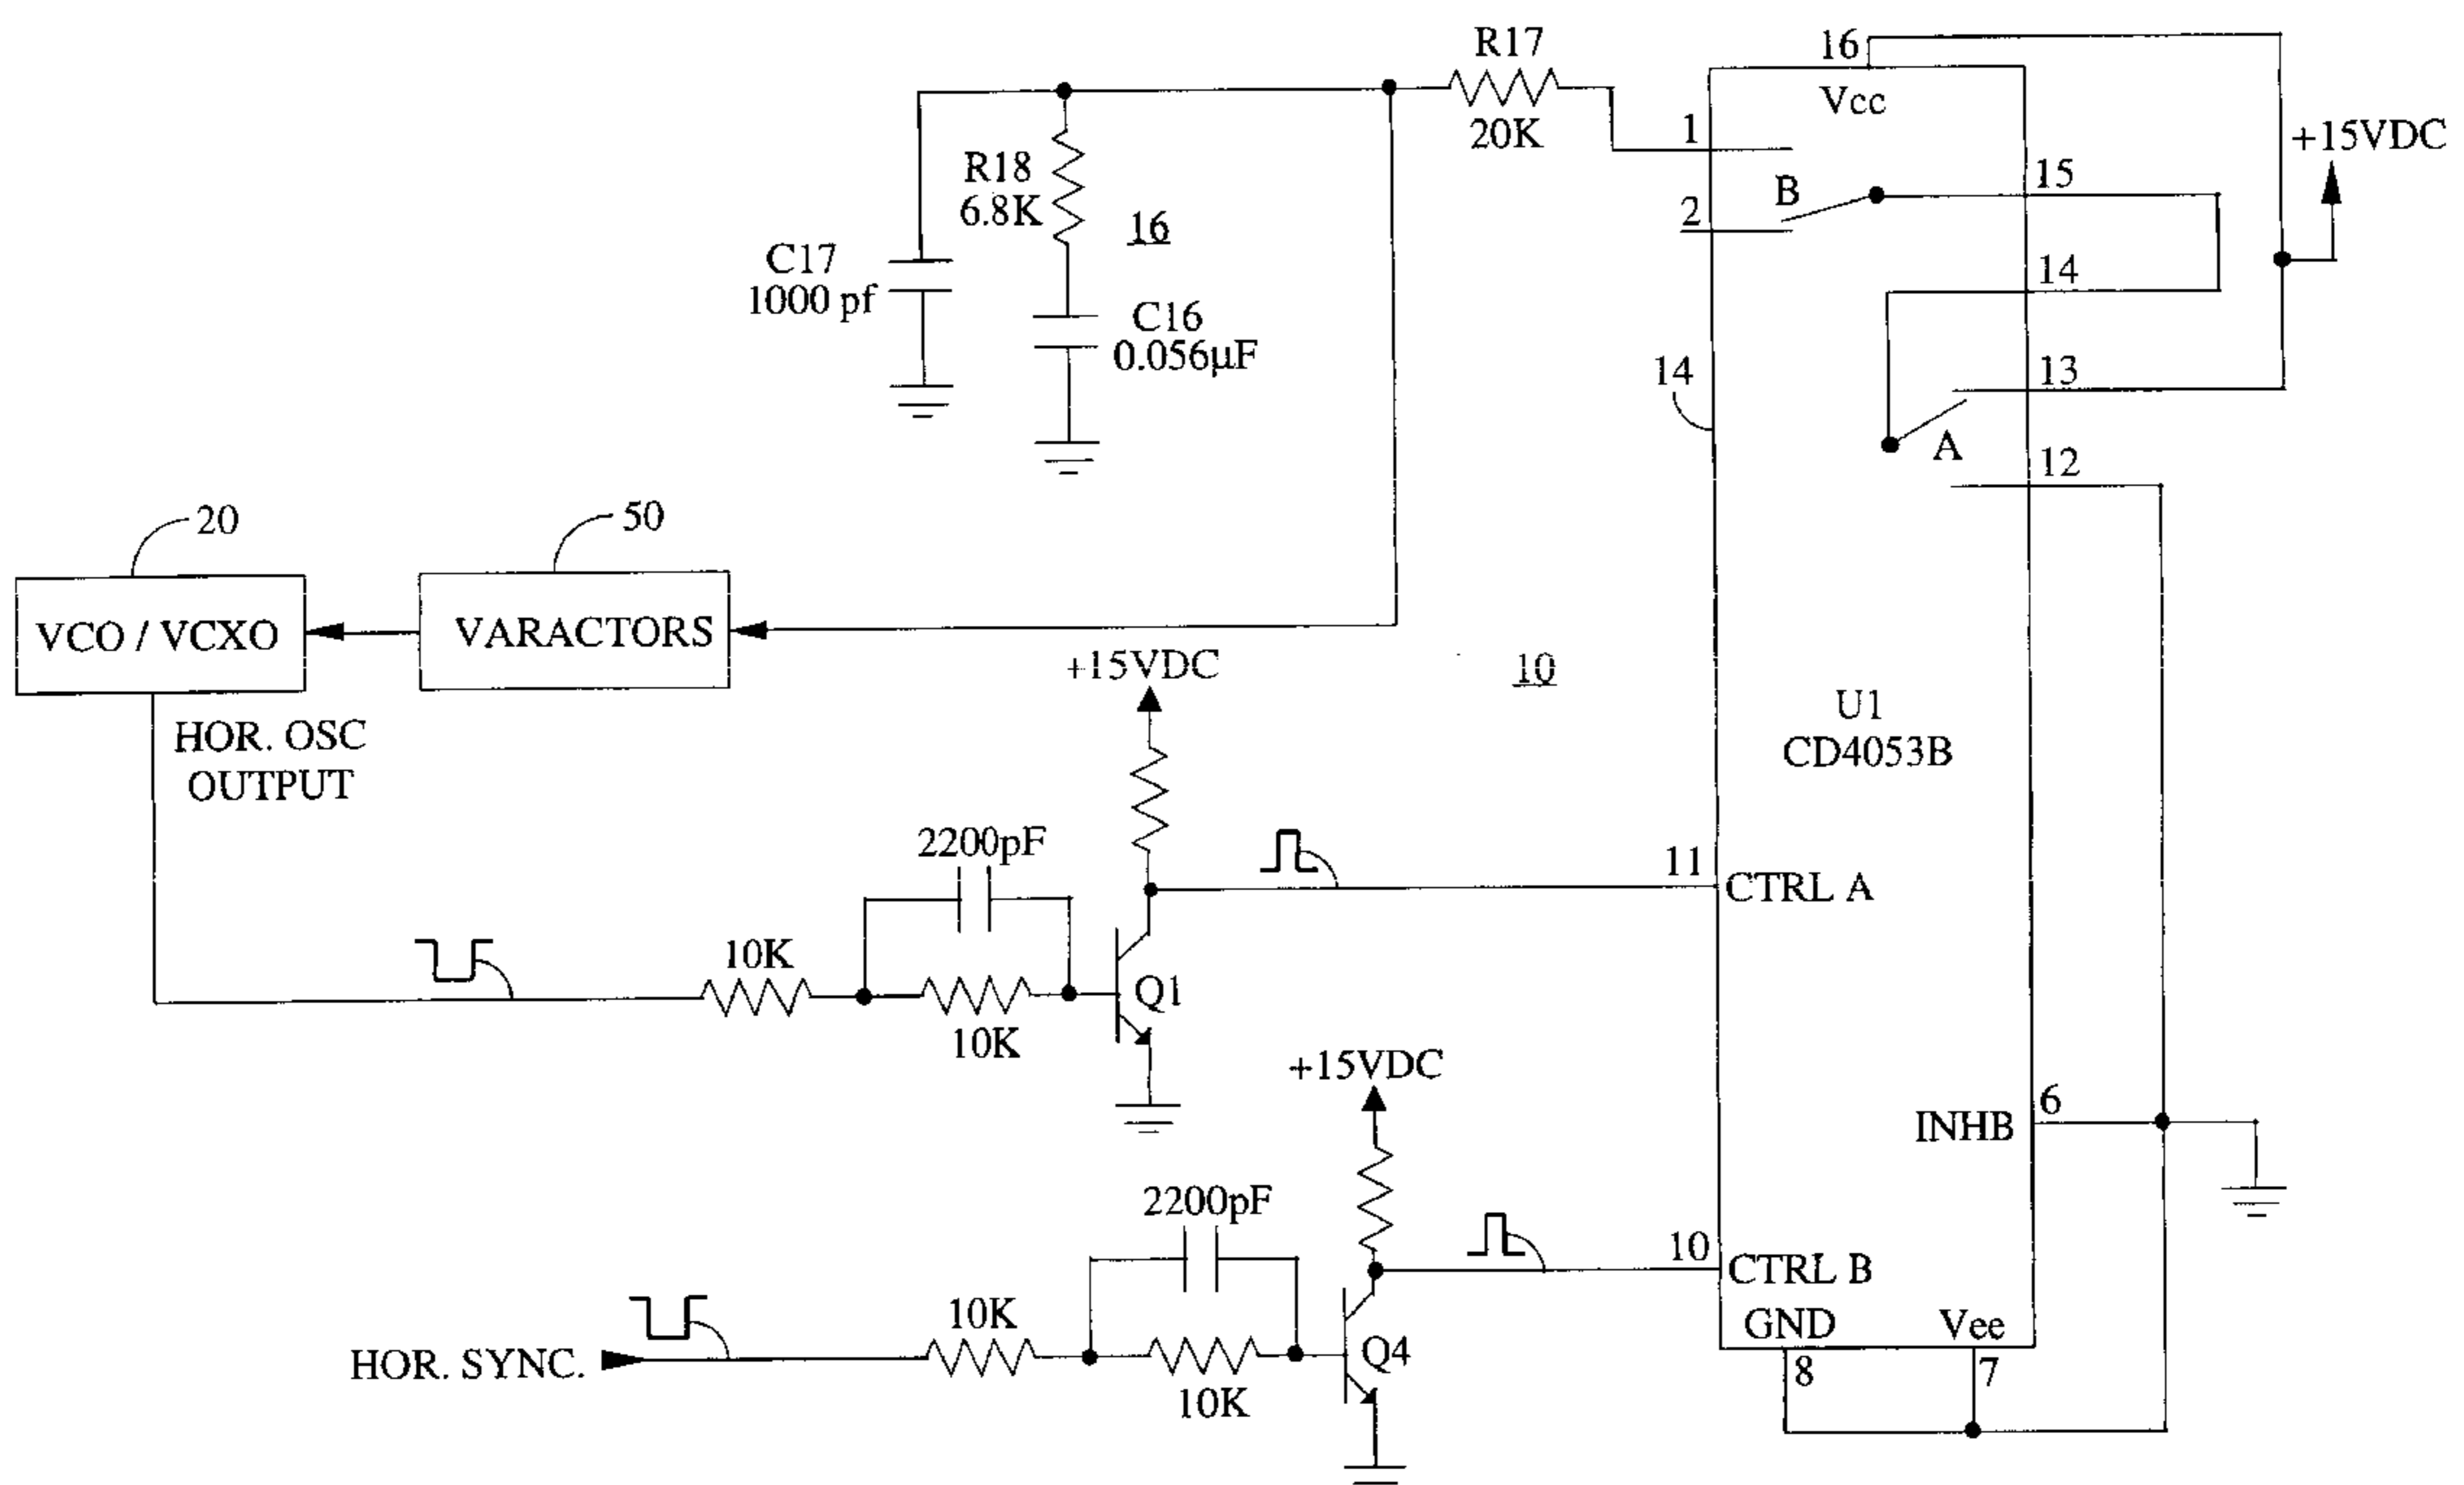 R17
20K
16
Vcc
1
+15VDC
R18
6.8K
16
B
15
2
C17
1000 pf
14
C16
0.056µF
14
13
A
12
20
50
VCO / VCXO
VARACTORS
+15VDC
10
HOR. OSC
OUTPUT
U1
CD4053B
2200pF
11
CTRL A
10K
Q1
10K
+15VDC
6
INHB
2200pF
10
CTRL B
10K
GND
Vee
HOR. SYNC.
Q4
8
7
10K